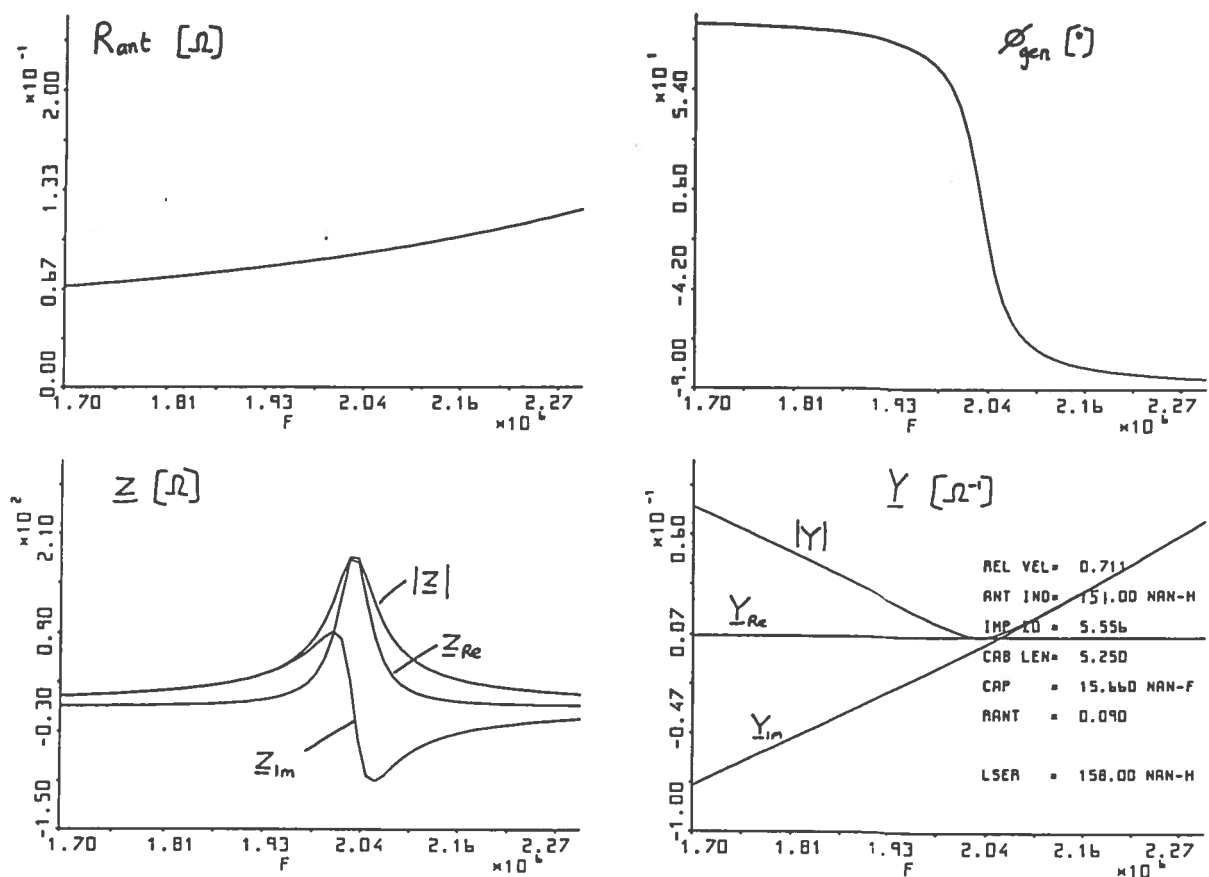 R_ant [Ω]
×10⁻¹
2.00
1.33
0.67
0.00
1.70 1.81 1.93 2.04 2.16 2.27
F ×10⁶
ø_gen [°]
×10¹
5.40
0.60
-4.20
-9.00
1.70 1.81 1.93 2.04 2.16 2.27
F ×10⁶
Z [Ω]
×10²
2.10
0.90
-0.30
-1.50
|Z|
Z_Re
Z_Im
1.70 1.81 1.93 2.04 2.16 2.27
F ×10⁶
Y [Ω⁻¹]
×10⁻¹
0.60
0.07
-0.47
-1.00
|Y|
Y_Re
Y_Im
REL VEL= 0.711
ANT IND= 151.00 NAN-H
IMP IO = 5.556
CAB LEN= 5.250
CAP = 15.660 NAN-F
RANT = 0.090
LSER = 158.00 NAN-H
1.70 1.81 1.93 2.04 2.16 2.27
F ×10⁶